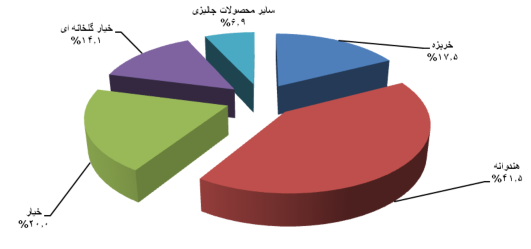 سایر محصولات جالیزی
%۶.۹
خیار گلخانه ای
%۱۴.۱
خربزه
%۱۷.۵
هندوانه
%۴۱.۵
خیار
%۲۰.۰